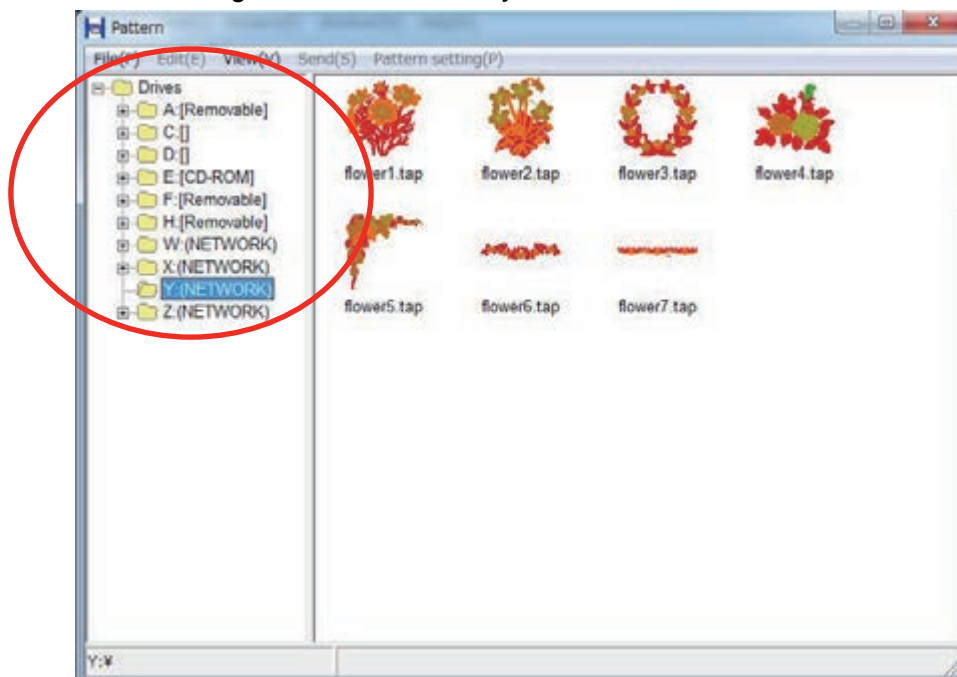 Pattern
File(F) Edit(E) View(V) Send(S) Pattern setting(P)
Drives
A:[Removable]
C:[]
D:[]
E:[CD-ROM]
F:[Removable]
H:[Removable]
W:(NETWORK)
X:(NETWORK)
Y:(NETWORK)
Z:(NETWORK)
flower1.tap flower2.tap flower3.tap flower4.tap
flower5.tap flower6.tap flower7.tap
Y:¥